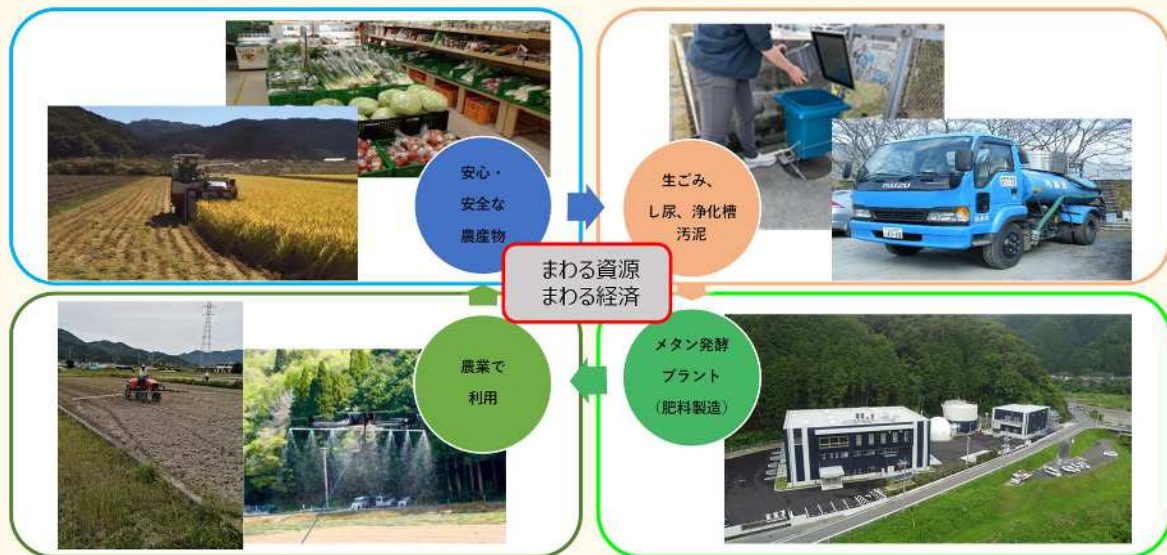 安心・
安全な
農産物
生ごみ、
し尿、浄化槽
汚泥
ISUZU
まわる資源
まわる経済
農業で
利用
メタン発酵
プラント
（肥料製造）